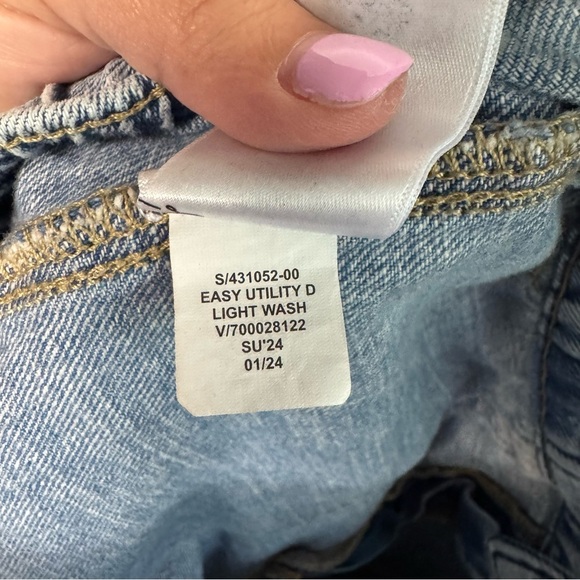 S/431052-00
EASY UTILITY D
LIGHT WASH
V/700028122
SU'24
01/24